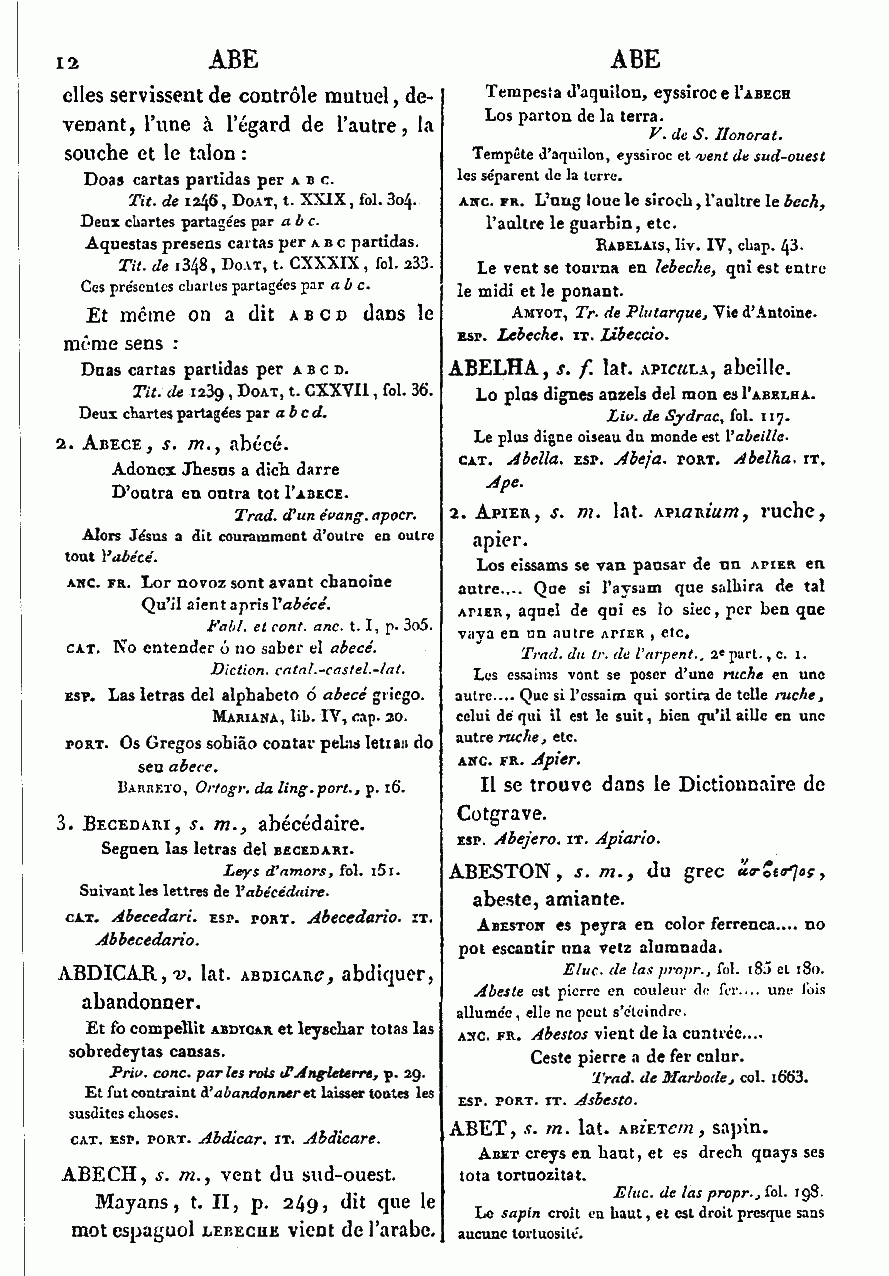 12 ABE ABE
elles servissent de contrôle mutuel, de-
venant, l'une à l'égard de l'autre, la
souche et le talon :
Doas cartas partidas per A B C.
Tit. de 1246, DOAT, t. XXIX, fol. 304.
Deux chartes partagées par a b c.
Aquestas presens cartas per A B C partidas.
Tit. de 1348, DOAT, t. CXXXIX, fol. 233.
Ces présentes chartes partagées par a b c.
Et même on a dit A B C D dans le
même sens :
Duas cartas partidas per A B C D.
Tit. de 1239, DOAT, t. CXXVII, fol. 36.
Deux chartes partagées par a b c d.
2. ABECE, s. m., abécé.
Adoncx Jhesus a dich darre
D'outra en outra tot l'ABECE.
Trad. d'un évang. apocr.
Alors Jésus a dit couramment d'outre en outre
tout l'abécé.
ANC. FR. Lor novoz sont avant chanoine
Qu'il aient apris l'abécé.
Fabl. et cont. anc. t. I, p. 305.
CAT. No entender ó no saber el abecé.
Diction. catal.-castel.-lat.
ESP. Las letras del alphabeto ó abecé griego.
MARIANA, lib. IV, cap. 20.
PORT. Os Gregos sobião contar pelas letras do
seu abece.
BARRETO, Ortogr. da ling. port., p. 16.
3. BECEDARI, s. m., abécédaire.
Seguen las letras del BECEDARI.
Leys d'amors, fol. 151.
Suivant les lettres de l'abécédaire.
CAT. Abecedari. ESP. PORT. Abecedario. IT.
Abbecedario.
ABDICAR, v. lat. ABDICARe, abdiquer,
abandonner.
Et fo compellit ABDICAR et leyschar totas las
sobredeytas causas.
Priv. conc. par les rois d'Angleterre, p. 29.
Et fut contraint d'abandonner et laisser toutes les
susdites choses.
CAT. ESP. PORT. Abdicar. IT. Abdicare.
ABECH, s. m., vent du sud-ouest.
Mayans, t. II, p. 249, dit que le
mot espagnol LEBECHE vient de l'arabe.
Tempesta d'aquilon, eyssiroc e l'ABECH
Los parton de la terra.
V. de S. Honorat.
Tempête d'aquilon, eyssiroc et vent de sud-ouest
les séparent de la terre.
ANC. FR. L'ung loue le siroch, l'aultre le bech,
l'aultre le guarbin, etc.
RABELAIS, liv. IV, chap. 43.
Le vent se tourna en lebeche, qui est entre
le midi et le ponant.
AMYOT, Tr. de Plutarque, Vie d'Antoine.
ESP. Lebeche. IT. Libeccio.
ABELHA, s. f. lat. APICuLA, abeille.
Lo plus dignes auzels del mon es l'ABELHA.
Liv. de Sydrac, fol. 117.
Le plus digne oiseau du monde est l'abeille.
CAT. Abella. ESP. Abeja. PORT. Abelha. IT.
Ape.
2. APIER, s. m. lat. APIaRIum, ruche,
apier.
Los eissams se van pausar de un APIER en
autre.... Que si l'aysam que salhira de tal
APIER, aquel de qui es lo siec, per ben que
vaya en un autre APIER, etc.
Trad. du tr. de l'arpent., 2e part., c. 1.
Les essaims vont se poser d'une ruche en une
autre.... Que si l'essaim qui sortira de telle ruche,
celui de qui il est le suit, bien qu'il aille en une
autre ruche, etc.
ANC. FR. Apier.
Il se trouve dans le Dictionnaire de
Cotgrave.
ESP. Abejero. IT. Apiario.
ABESTON, s. m., du grec ἄσβεστος,
abeste, amiante.
ABESTON es peyra en color ferrenca.... no
pot escantir una vetz alumnada.
Eluc. de las propr., fol. 185 et 180.
Abeste est pierre en couleur de fer.... une fois
allumée, elle ne peut s'éteindre.
ANC. FR. Abestos vient de la cuntrée....
Ceste pierre a de fer culur.
Trad. de Marbode, col. 1663.
ESP. PORT. IT. Asbesto.
ABET, s. m. lat. ABiETem, sapin.
ABET creys en haut, et es drech quays ses
tota tortuozitat.
Eluc. de las propr., fol. 198.
Le sapin croît en haut, et est droit presque sans
aucune tortuosité.